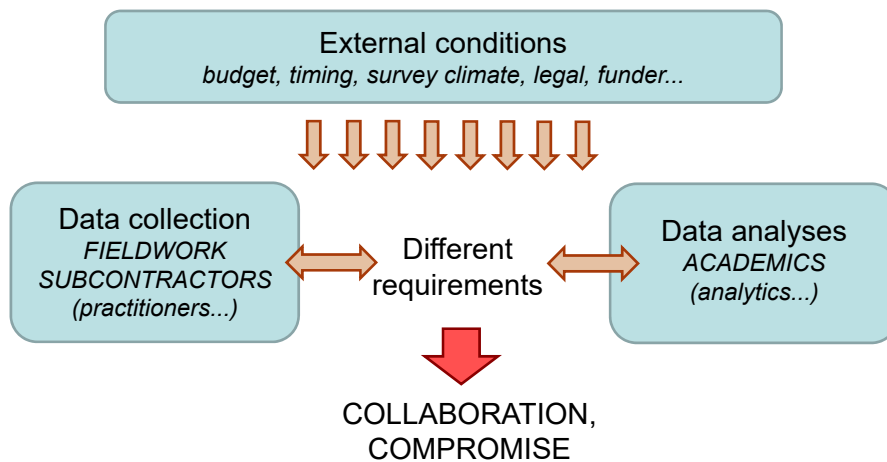 External conditions
budget, timing, survey climate, legal, funder...
Data collection
FIELDWORK
SUBCONTRACTORS
(practitioners...)
Different
requirements
Data analyses
ACADEMICS
(analytics...)
COLLABORATION,
COMPROMISE